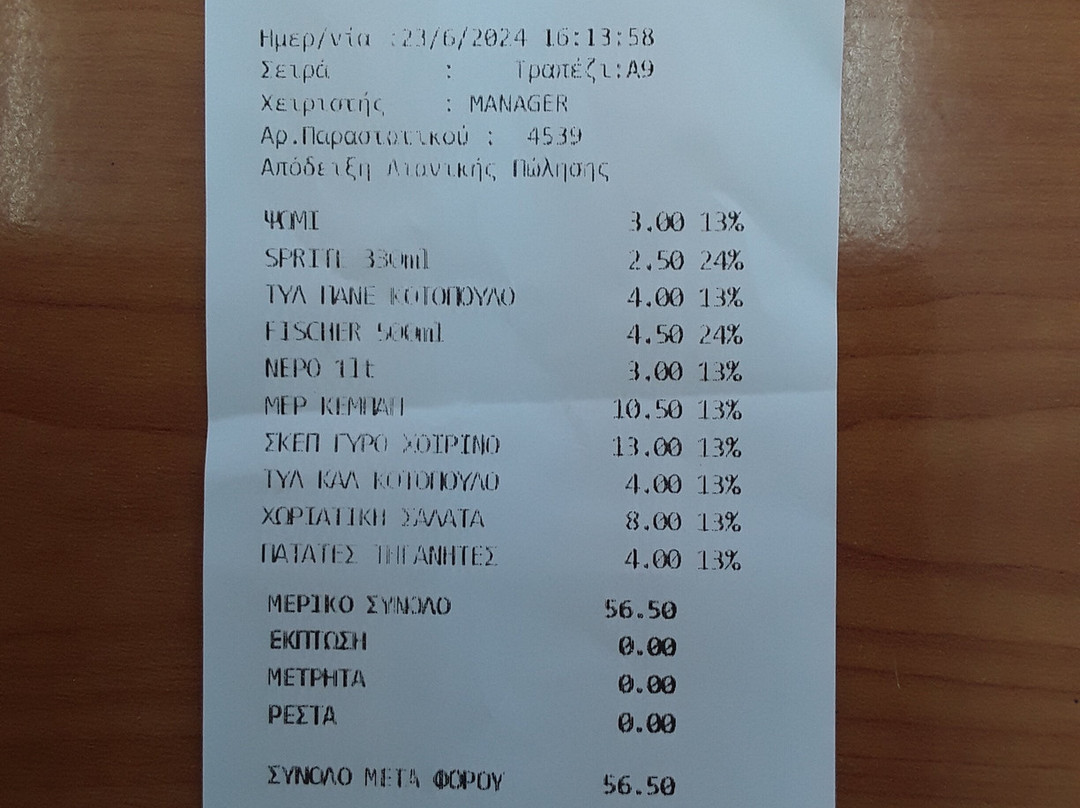 Ημερ/νία :23/6/2024 16:13:58
Σειρά : Τραπέζι:A9
Χειριστής : MANAGER
Αρ.Παραστατικού : 4539
Απόδειξη Λιανικής Πώλησης
ΨΩΜΙ 3.00 13%
SPRITE 330ml 2.50 24%
ΤΥΛ ΠΑΝΕ ΚΟΤΟΠΟΥΛΟ 4.00 13%
FISCHER 500ml 4.50 24%
ΝΕΡΟ 1lt 3.00 13%
ΜΕΡ ΚΕΜΠΑΠ 10.50 13%
ΣΚΕΠ ΓΥΡΟ ΧΟΙΡΙΝΟ 13.00 13%
ΤΥΛ ΚΑΛ ΚΟΤΟΠΟΥΛΟ 4.00 13%
ΧΩΡΙΑΤΙΚΗ ΣΑΛΑΤΑ 8.00 13%
ΠΑΤΑΤΕΣ ΤΗΓΑΝΗΤΕΣ 4.00 13%
ΜΕΡΙΚΟ ΣΥΝΟΛΟ 56.50
ΕΚΠΤΩΣΗ 0.00
ΜΕΤΡΗΤΑ 0.00
ΡΕΣΤΑ 0.00
ΣΥΝΟΛΟ ΜΕΤΑ ΦΟΡΟΥ 56.50